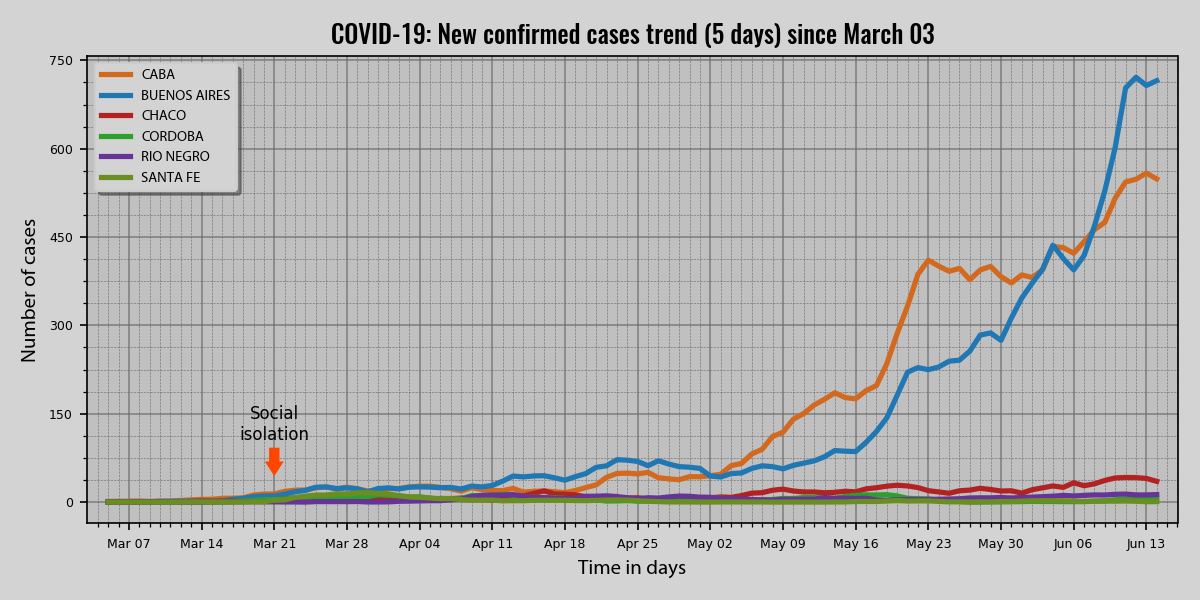 COVID-19: New confirmed cases trend (5 days) since March 03
750
600
450
300
150
0
Number of cases
CABA
BUENOS AIRES
CHACO
CORDOBA
RIO NEGRO
SANTA FE
Social
isolation
Mar 07 Mar 14 Mar 21 Mar 28 Apr 04 Apr 11 Apr 18 Apr 25 May 02 May 09 May 16 May 23 May 30 Jun 06 Jun 13
Time in days